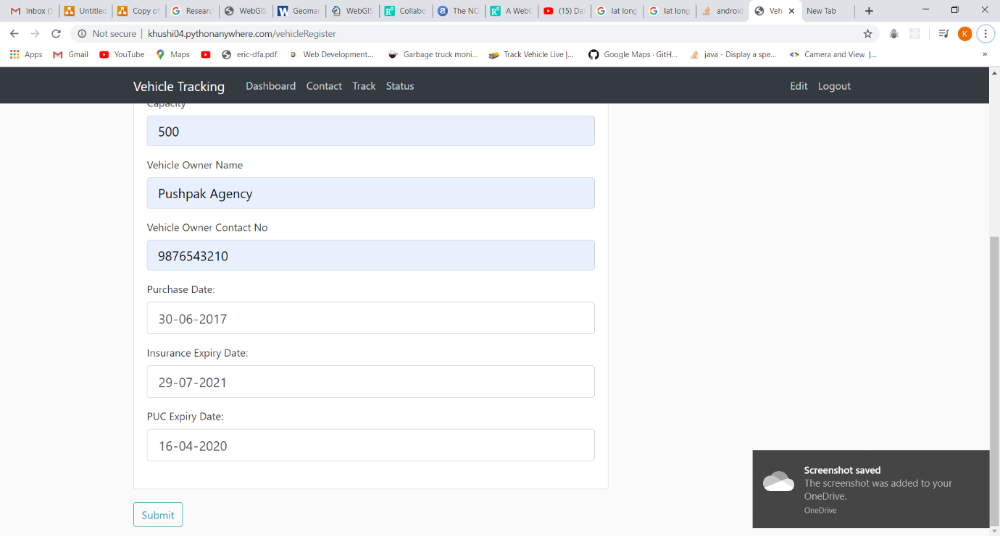 Inbox (5
Untitled
Copy of
Researc
WebGIS
Geomar
WebGIS
Collabo
The NO
A WebG
(15) Dat
lat long
lat long
android
Veh
New Tab
Not secure
khushi04.pythonanywhere.com/vehicleRegister
K
Apps
Gmail
YouTube
Maps
eric-dfa.pdf
Web Development...
Garbage truck moni...
Track Vehicle Live |...
Google Maps · GitH...
java - Display a spe...
Camera and View |...
»
Vehicle Tracking
Dashboard
Contact
Track
Status
Edit
Logout
Capacity
500
Vehicle Owner Name
Pushpak Agency
Vehicle Owner Contact No
9876543210
Purchase Date:
30-06-2017
Insurance Expiry Date:
29-07-2021
PUC Expiry Date:
16-04-2020
Submit
Screenshot saved
The screenshot was added to your
OneDrive.
OneDrive